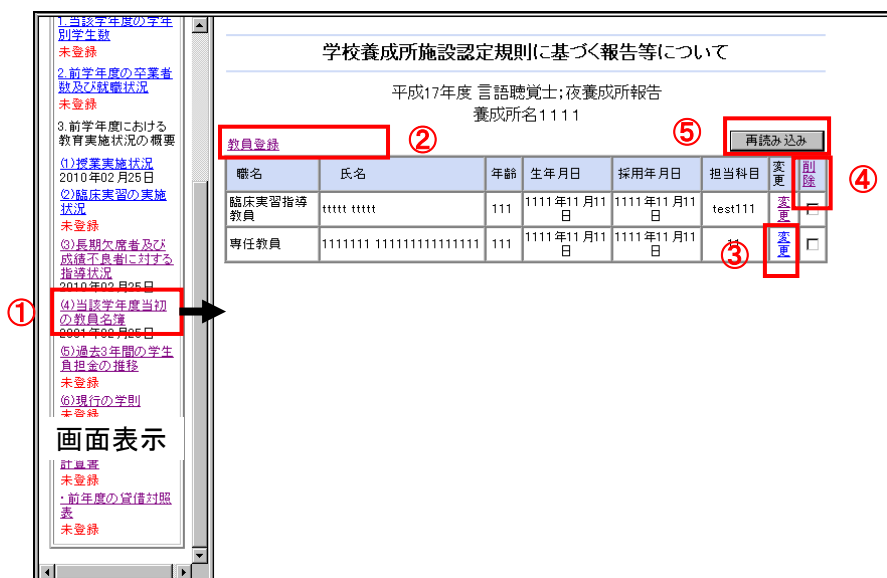 1.当該学年度の学年
別学生数
未登録
2.前学年度の卒業者
数及び就職状況
未登録
3.前学年度における
教育実施状況の概要
(1)授業実施状況
2010年02月25日
(2)臨床実習の実施
状況
未登録
(3)長期欠席者及び
成績不良者に対する
指導状況
2010年02月25日
①
(4)当該学年度当初
の教員名簿
2001年02月25日
(5)過去3年間の学生
負担金の推移
未登録
(6)現行の学則
未登録
画面表示
計画書
未登録
・前年度の貸借対照
表
未登録
学校養成所施設認定規則に基づく報告等について
平成17年度 言語聴覚士;夜養成所報告
養成所名1111
教員登録
②
⑤
再読み込み
職名 氏名 年齢 生年月日 採用年月日 担当科目 変更 削除
④
臨床実習指導教員 ttttt ttttt 111 1111年11月11日 1111年11月11日 test111 変更
専任教員 1111111 111111111111111 111 1111年11月11日 1111年11月11日 変更
③